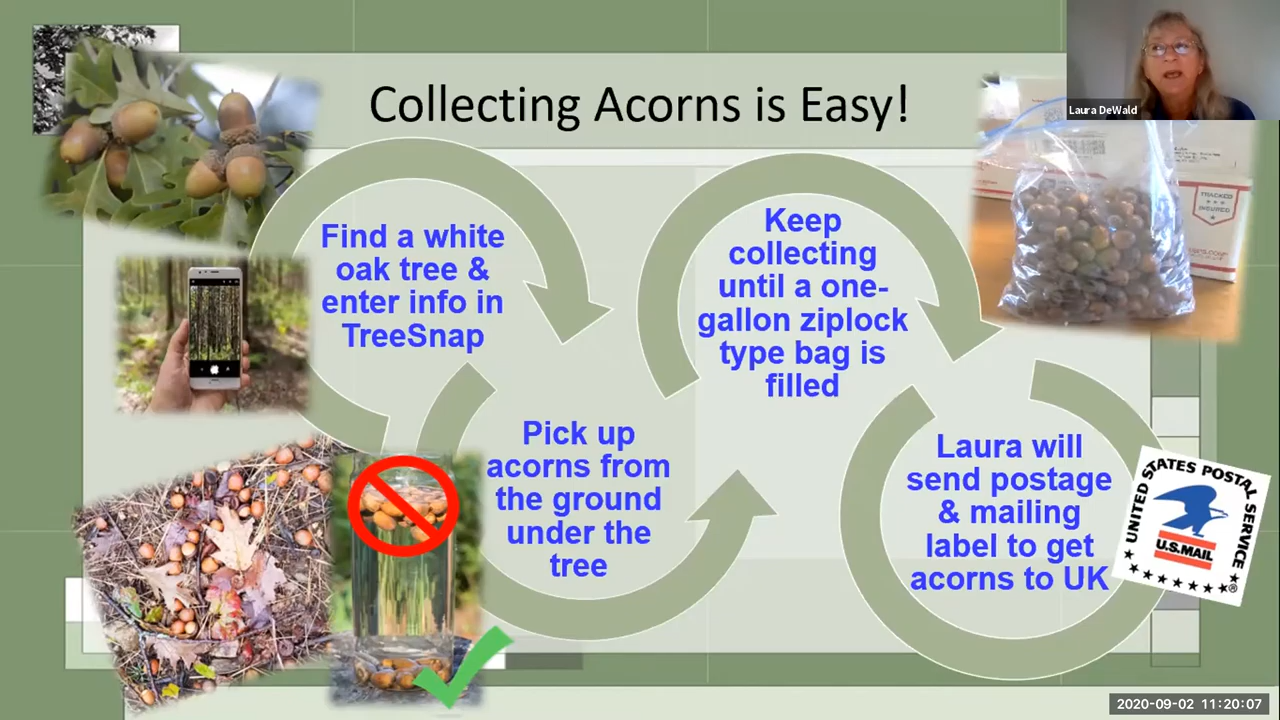 Collecting Acorns is Easy!
Laura DeWald
Find a white
oak tree &
enter info in
TreeSnap
Pick up
acorns from
the ground
under the
tree
Keep
collecting
until a one-
gallon ziplock
type bag is
filled
TRACKED
INSURED
Laura will
send postage
& mailing
label to get
acorns to UK
UNITED STATES POSTAL SERVICE
U.S.MAIL
®
2020-09-02 11:20:07